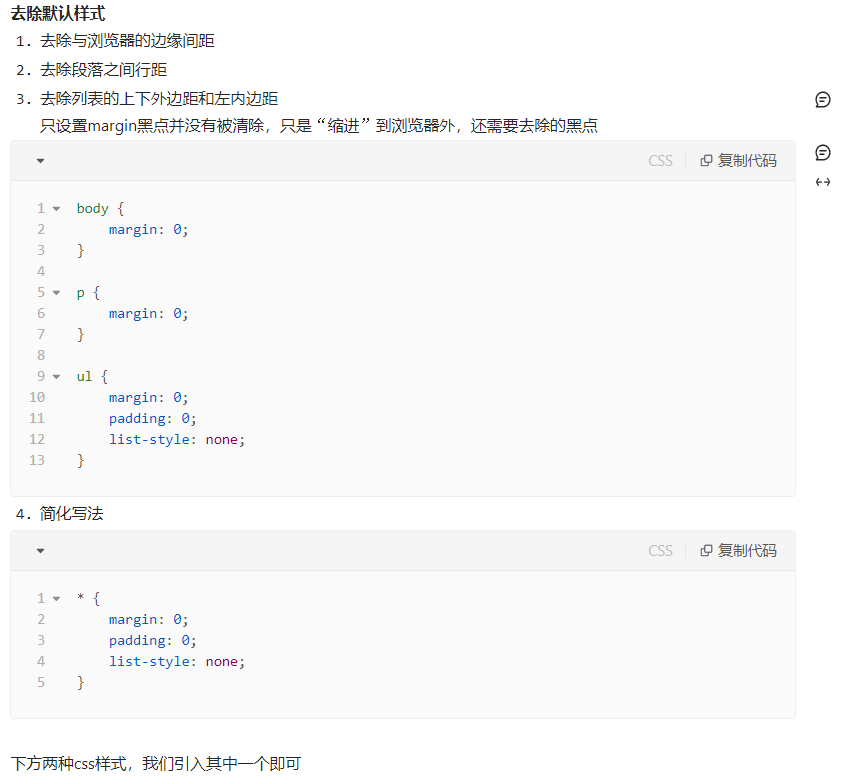 去除默认样式
1. 去除与浏览器的边缘间距
2. 去除段落之间行距
3. 去除列表的上下外边距和左内边距
只设置margin黑点并没有被清除，只是“缩进”到浏览器外，还需要去除的黑点
CSS 复制代码
1 body {
2 margin: 0;
3 }
4
5 p {
6 margin: 0;
7 }
8
9 ul {
10 margin: 0;
11 padding: 0;
12 list-style: none;
13 }
4. 简化写法
CSS 复制代码
1 * {
2 margin: 0;
3 padding: 0;
4 list-style: none;
5 }
下方两种css样式，我们引入其中一个即可